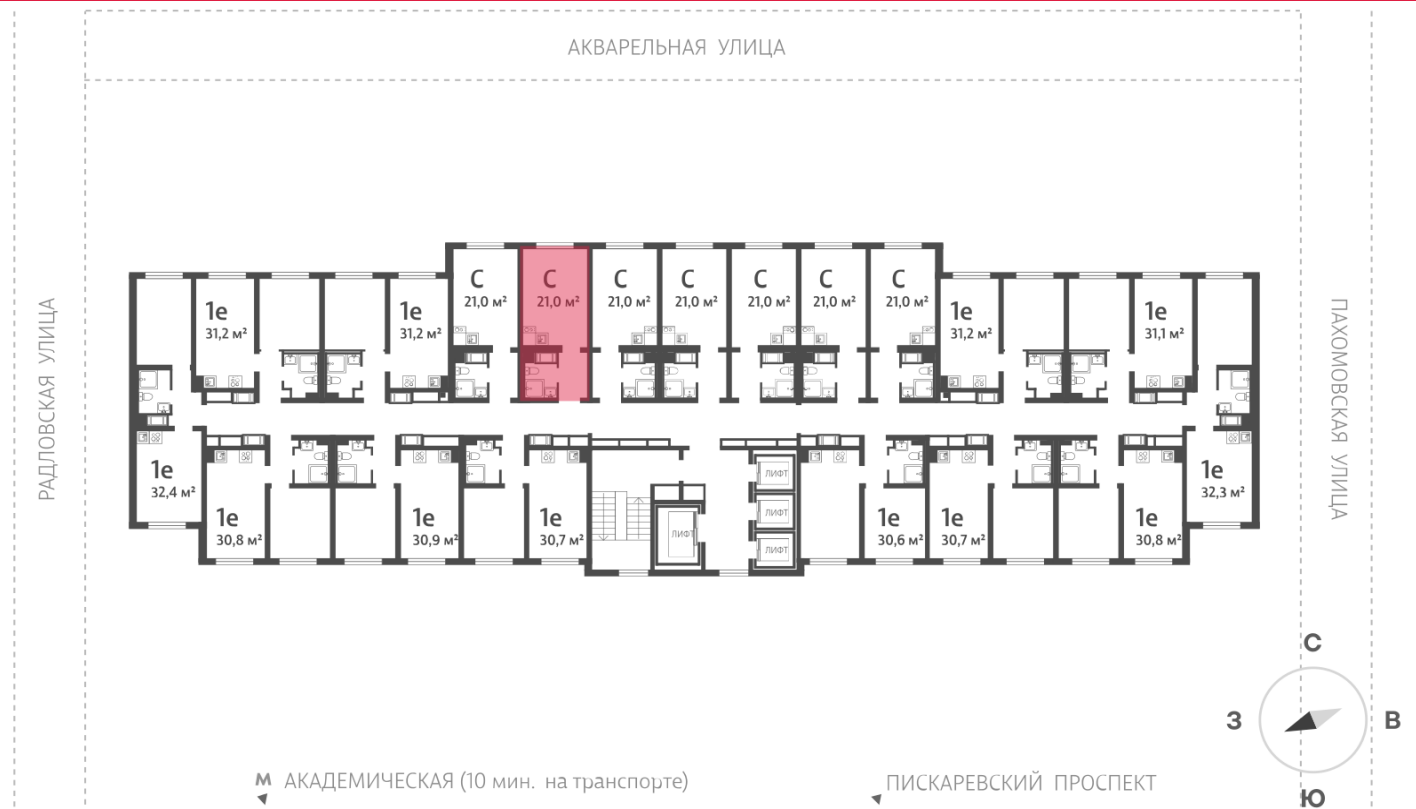 АКВАРЕЛЬНАЯ УЛИЦА
РАДЛОВСКАЯ УЛИЦА
ПАХОМОВСКАЯ УЛИЦА
С
21,0 м²
С
21,0 м²
С
21,0 м²
С
21,0 м²
С
21,0 м²
С
21,0 м²
С
21,0 м²
1е
31,2 м²
1е
31,2 м²
1е
31,2 м²
1е
31,1 м²
1е
32,4 м²
1е
30,8 м²
1е
30,9 м²
1е
30,7 м²
ЛИФТ
ЛИФТ
ЛИФТ
ЛИФТ
1е
30,6 м²
1е
30,7 м²
1е
30,8 м²
1е
32,3 м²
С
З
В
Ю
М АКАДЕМИЧЕСКАЯ (10 мин. на транспорте)
ПИСКАРЕВСКИЙ ПРОСПЕКТ